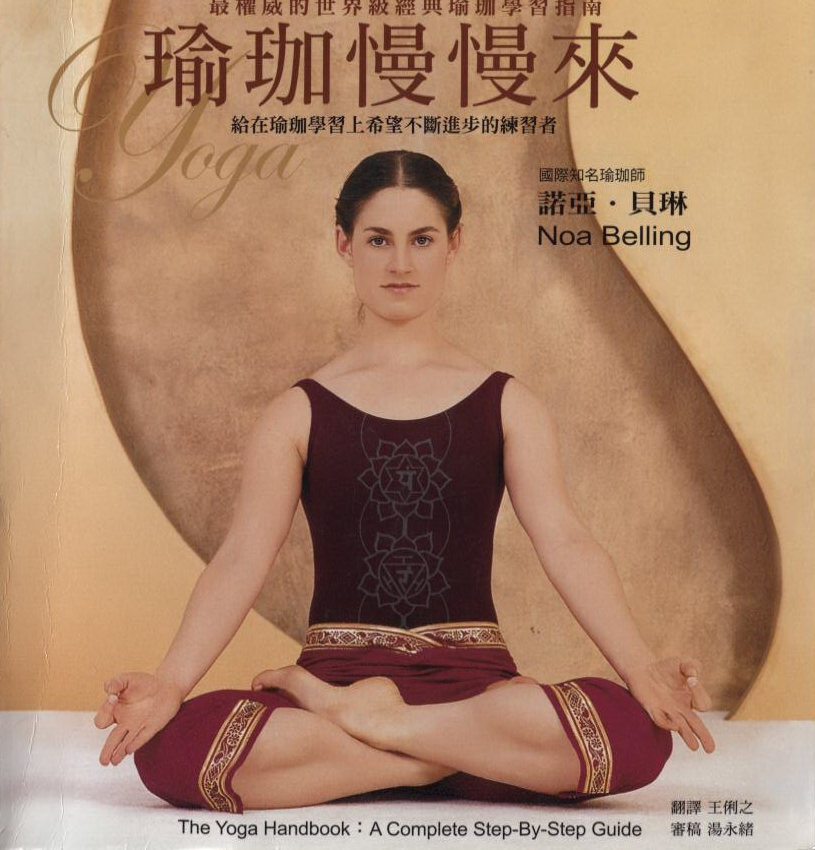 最權威的世界級經典瑜珈學習指南
瑜珈慢慢來
Yoga
給在瑜珈學習上希望不斷進步的練習者
國際知名瑜珈師
諾亞・貝琳
Noa Belling
The Yoga Handbook：A Complete Step-By-Step Guide
翻譯 王俐之
審稿 湯永緒